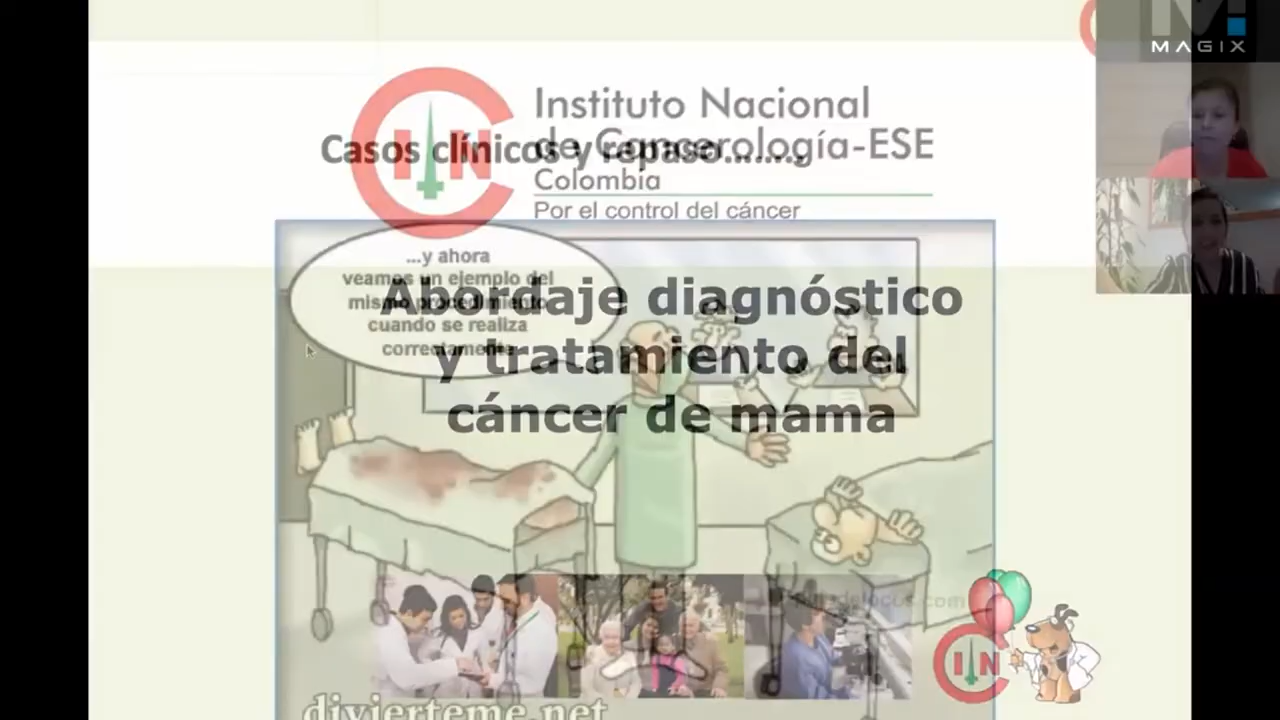 MAGIX
Instituto Nacional
de Cancerología-ESE
Colombia
Por el control del cáncer
Casos clínicos y repaso.......
...y ahora
veamos un ejemplo del
mismo procedimiento
cuando se realiza
correctamente
Abordaje diagnóstico
y tratamiento del
cáncer de mama
divierteme.net